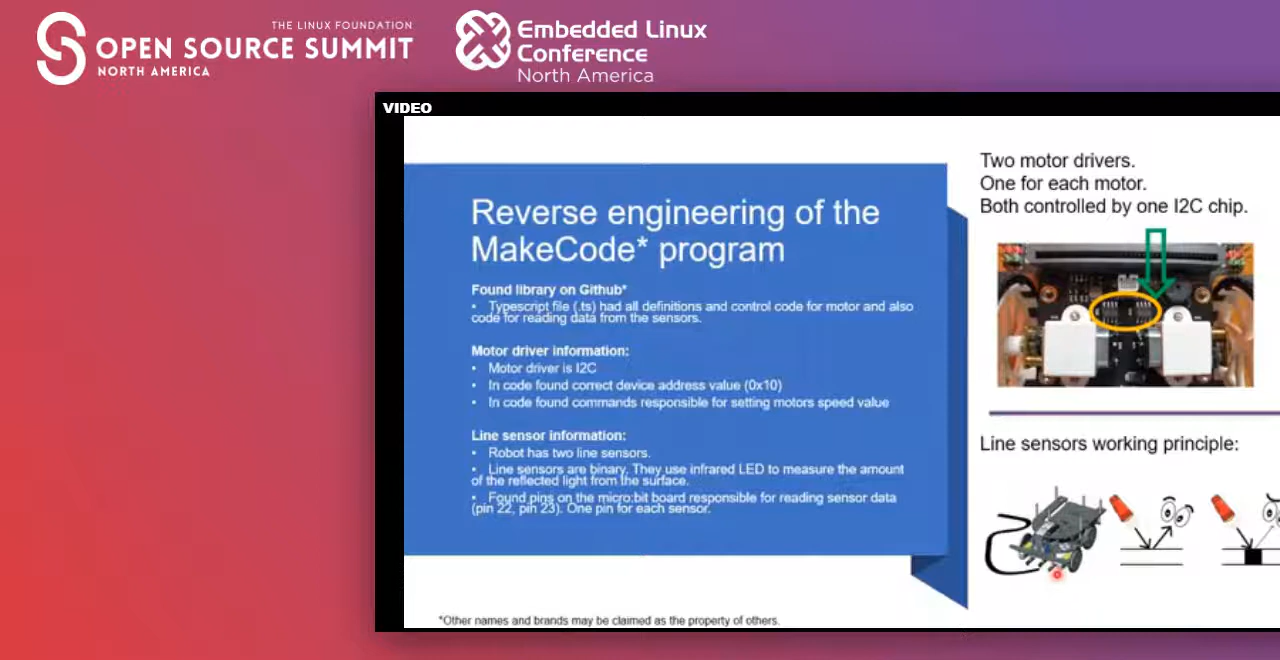 THE LINUX FOUNDATION
OPEN SOURCE SUMMIT
NORTH AMERICA
Embedded Linux
Conference
North America
VIDEO
Reverse engineering of the
MakeCode* program
Found library on Github*
• Typescript file (.ts) had all definitions and control code for motor and also
code for reading data from the sensors.
Motor driver information:
• Motor driver is I2C
• In code found correct device address value (0x10)
• In code found commands responsible for setting motors speed value
Line sensor information:
• Robot has two line sensors.
• Line sensors are binary. They use infrared LED to measure the amount
of the reflected light from the surface.
• Found pins on the micro:bit board responsible for reading sensor data
(pin 22, pin 23). One pin for each sensor.
Two motor drivers.
One for each motor.
Both controlled by one I2C chip.
Line sensors working principle:
*Other names and brands may be claimed as the property of others.